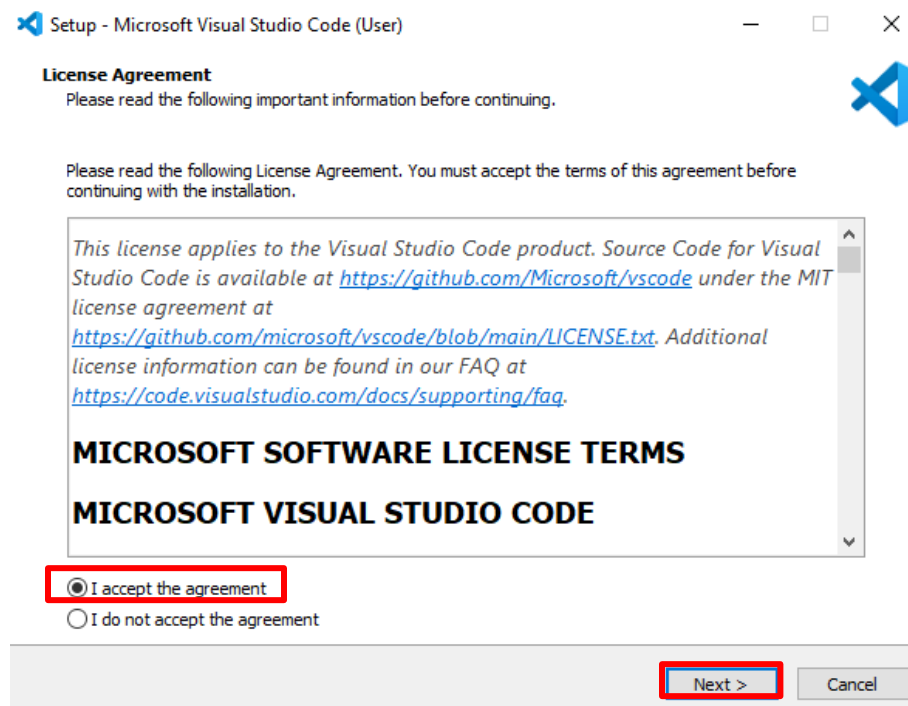 Setup - Microsoft Visual Studio Code (User)
License Agreement
Please read the following important information before continuing.
Please read the following License Agreement. You must accept the terms of this agreement before
continuing with the installation.
This license applies to the Visual Studio Code product. Source Code for Visual
Studio Code is available at https://github.com/Microsoft/vscode under the MIT
license agreement at
https://github.com/microsoft/vscode/blob/main/LICENSE.txt. Additional
license information can be found in our FAQ at
https://code.visualstudio.com/docs/supporting/faq.
MICROSOFT SOFTWARE LICENSE TERMS
MICROSOFT VISUAL STUDIO CODE
I accept the agreement
I do not accept the agreement
Next >
Cancel